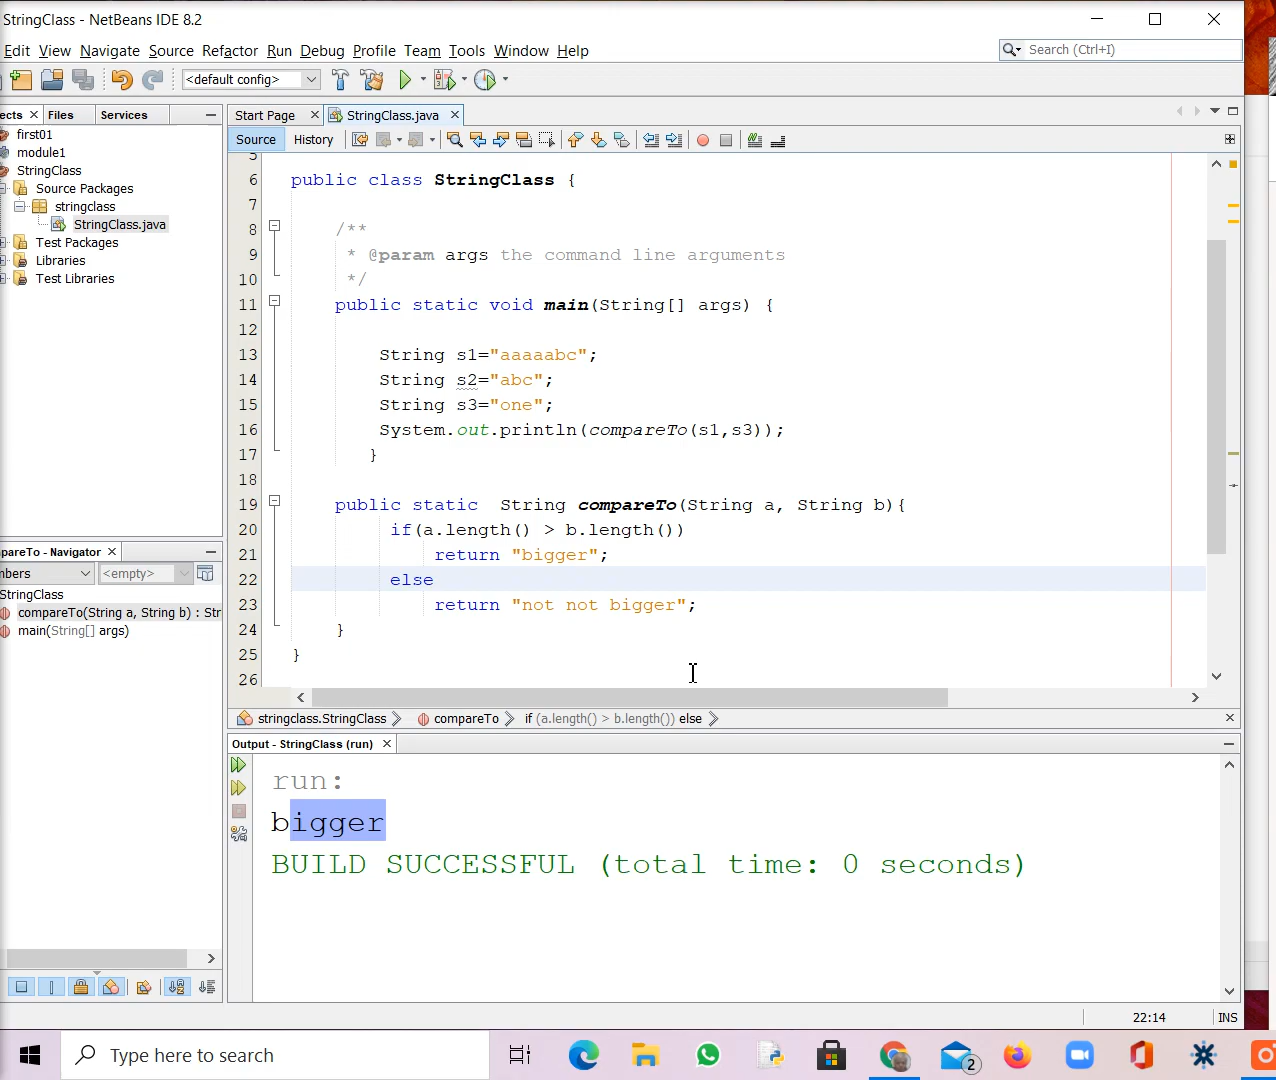 StringClass - NetBeans IDE 8.2
Edit View Navigate Source Refactor Run Debug Profile Team Tools Window Help
Search (Ctrl+I)
<default config>
ects Files Services
Start Page StringClass.java
Source History
first01
module1
StringClass
Source Packages
stringclass
StringClass.java
Test Packages
Libraries
Test Libraries
5
6 public class StringClass {
7
8 /**
9 * @param args the command line arguments
10 */
11 public static void main(String[] args) {
12
13 String s1="aaaaabc";
14 String s2="abc";
15 String s3="one";
16 System.out.println(compareTo(s1,s3));
17 }
18
19 public static String compareTo(String a, String b){
20 if(a.length() > b.length())
21 return "bigger";
22 else
23 return "not not bigger";
24 }
25 }
26
pareTo - Navigator
mbers <empty>
StringClass
compareTo(String a, String b) : Str
main(String[] args)
stringclass.StringClass compareTo if (a.length() > b.length()) else
Output - StringClass (run)
run:
bigger
BUILD SUCCESSFUL (total time: 0 seconds)
22:14 INS
Type here to search
2